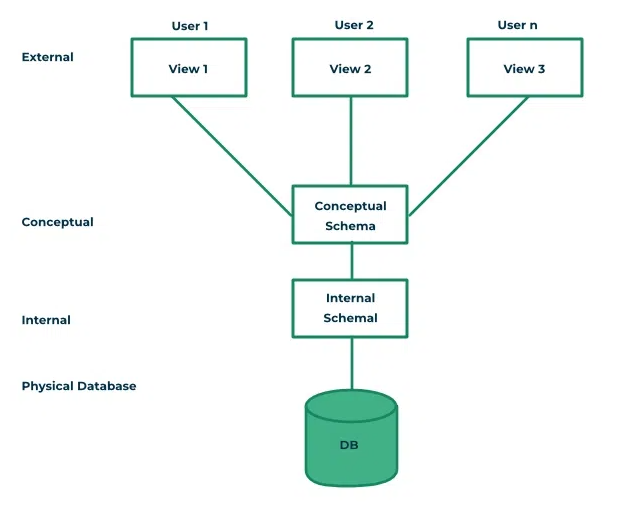 User 1
User 2
User n
External
View 1
View 2
View 3
Conceptual
Schema
Conceptual
Internal
Schemal
Internal
Physical Database
DB